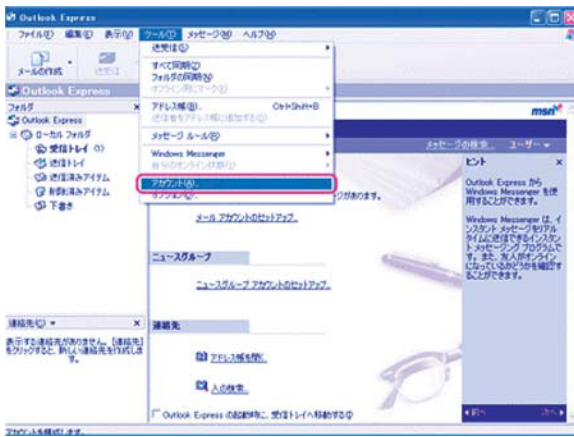 Outlook Express
ファイル(F) 編集(E) 表示(V) ツール(T) メッセージ(M) ヘルプ(H)
メールの作成 送受信
Outlook Express
フォルダ
Outlook Express
ローカル フォルダ
受信トレイ (1)
送信トレイ
送信済みアイテム
削除済みアイテム
下書き
送受信(S)
すべて同期(Z)
フォルダの同期(N)
オフライン用にマーク(F)
アドレス帳(B)... Ctrl+Shift+B
送信者をアドレス帳に追加する(D)
メッセージ ルール(R)
Windows Messenger
自分のオンライン状態(L)
アカウント(A)...
オプション(O)...
msn
メッセージの検索... ユーザー
があります。
メール アカウントのセットアップ...
ニュースグループ
ニュースグループ アカウントのセットアップ...
連絡先
アドレス帳を開く...
人の検索...
Outlook Express の起動時に、受信トレイへ移動する(D)
ヒント
Outlook Express から
Windows Messenger を使
用することができます。
Windows Messenger は、イ
ンスタント メッセージをリアル
タイムに送信できるインスタン
ト メッセージング プログラムで
す。また、友人がオンライン
になっているかどうかを確認す
ることができます。
前へ 次へ
連絡先(C)
表示する連絡先がありません。[連絡先]
をクリックすると、新しい連絡先を作成しま
す。
アカウントを構成します。